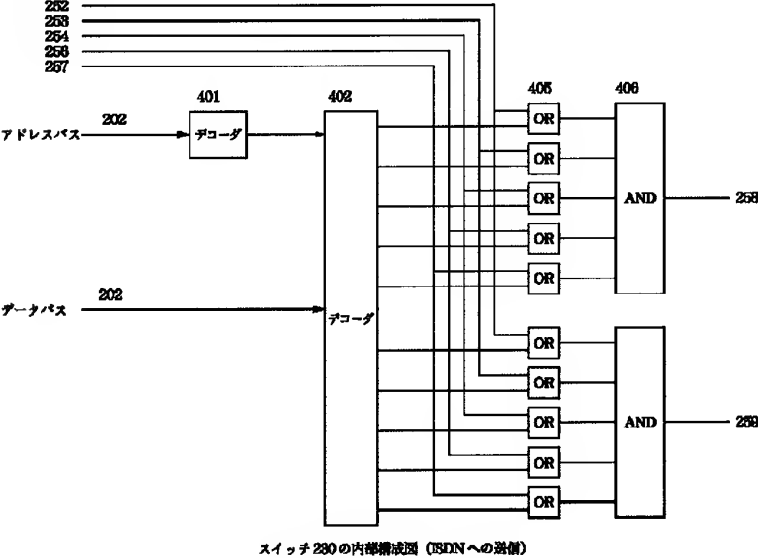 252
253
254
256
257
401
402
405
406
アドレスバス
202
デコーダ
OR
OR
OR
OR
OR
AND
258
データバス
202
デコーダ
OR
OR
OR
OR
OR
AND
259
スイッチ230の内部構成図（ISDNへの送信）